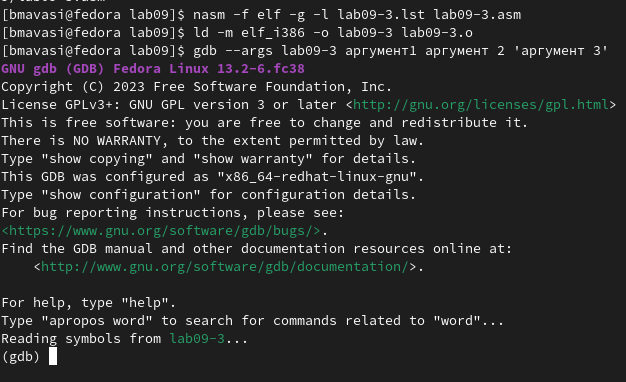 [bmavasi@fedora lab09]$ nasm -f elf -g -l lab09-3.lst lab09-3.asm
[bmavasi@fedora lab09]$ ld -m elf_i386 -o lab09-3 lab09-3.o
[bmavasi@fedora lab09]$ gdb --args lab09-3 аргумент1 аргумент 2 'аргумент 3'
GNU gdb (GDB) Fedora Linux 13.2-6.fc38
Copyright (C) 2023 Free Software Foundation, Inc.
License GPLv3+: GNU GPL version 3 or later <http://gnu.org/licenses/gpl.html>
This is free software: you are free to change and redistribute it.
There is NO WARRANTY, to the extent permitted by law.
Type "show copying" and "show warranty" for details.
This GDB was configured as "x86_64-redhat-linux-gnu".
Type "show configuration" for configuration details.
For bug reporting instructions, please see:
<https://www.gnu.org/software/gdb/bugs/>.
Find the GDB manual and other documentation resources online at:
    <http://www.gnu.org/software/gdb/documentation/>.

For help, type "help".
Type "apropos word" to search for commands related to "word"...
Reading symbols from lab09-3...
(gdb)